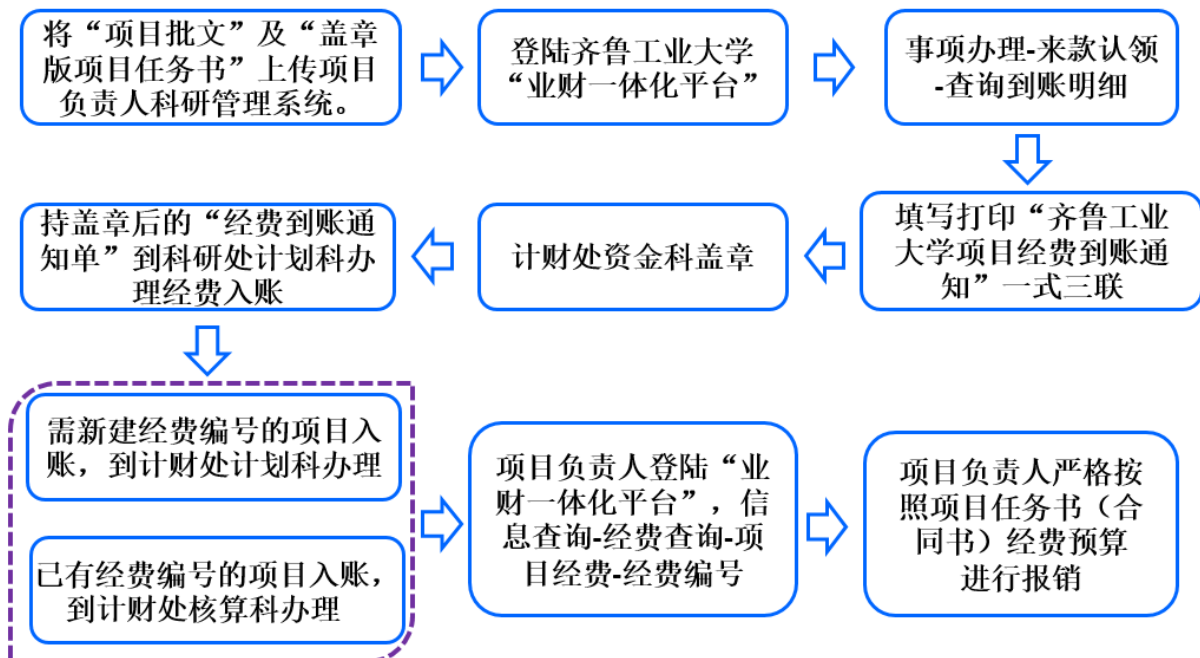 将“项目批文”及“盖章
版项目任务书”上传项目
负责人科研管理系统。
登陆齐鲁工业大学
“业财一体化平台”
事项办理-来款认领
-查询到账明细
填写打印“齐鲁工业
大学项目经费到账通
知”一式三联
计财处资金科盖章
持盖章后的“经费到账通
知单”到科研处计划科办
理经费入账
需新建经费编号的项目入
账，到计财处计划科办理
已有经费编号的项目入账，
到计财处核算科办理
项目负责人登陆“业
财一体化平台”，信
息查询-经费查询-项
目经费-经费编号
项目负责人严格按
照项目任务书（合
同书）经费预算
进行报销